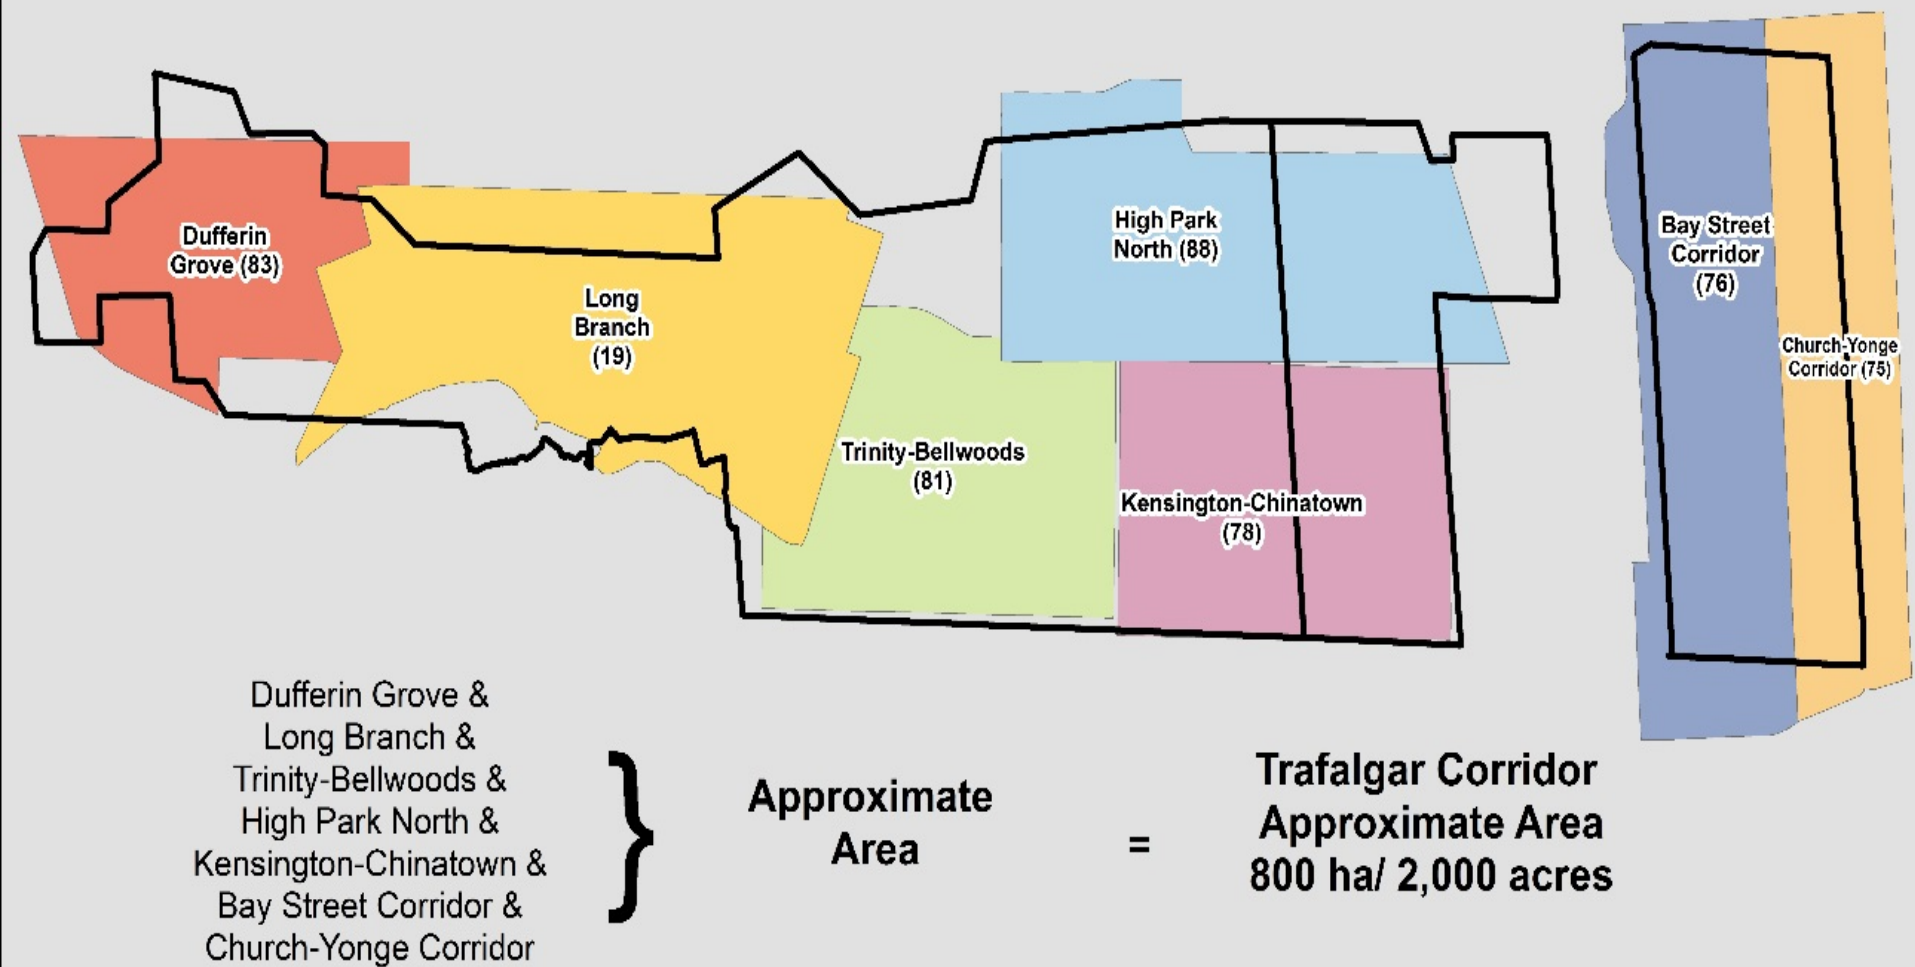 Dufferin
Grove (83)
Long
Branch
(19)
High Park
North (88)
Trinity-Bellwoods
(81)
Kensington-Chinatown
(78)
Bay Street
Corridor
(76)
Church-Yonge
Corridor (75)
Dufferin Grove &
Long Branch &
Trinity-Bellwoods &
High Park North &
Kensington-Chinatown &
Bay Street Corridor &
Church-Yonge Corridor
}
Approximate
Area
=
Trafalgar Corridor
Approximate Area
800 ha/ 2,000 acres